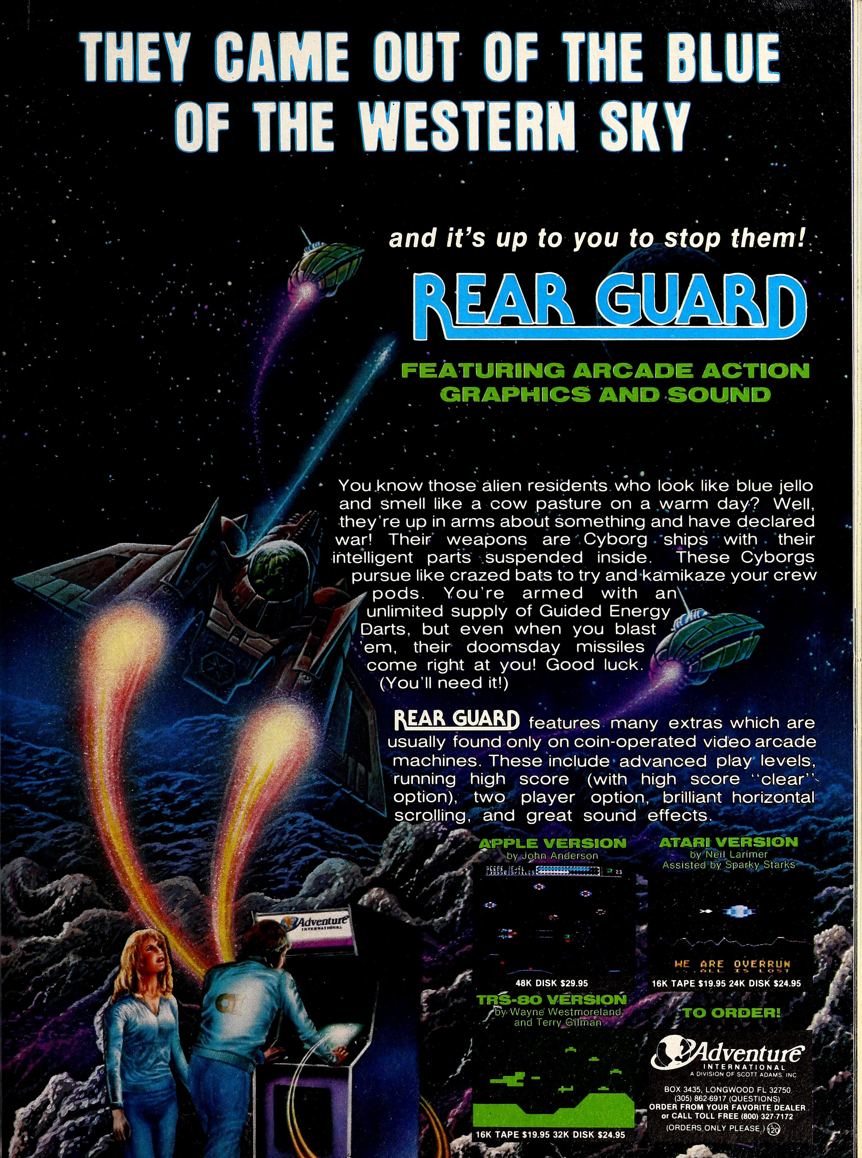 THEY CAME OUT OF THE BLUE
OF THE WESTERN SKY
and it's up to you to stop them!
REAR GUARD
FEATURING ARCADE ACTION
GRAPHICS AND SOUND
You know those alien residents who look like blue jello
and smell like a cow pasture on a warm day? Well,
they're up in arms about something and have declared
war! Their weapons are Cyborg ships with their
intelligent parts suspended inside. These Cyborgs
pursue like crazed bats to try and kamikaze your crew
pods. You're armed with an
unlimited supply of Guided Energy
Darts, but even when you blast
'em, their doomsday missiles
come right at you! Good luck.
(You'll need it!)
REAR GUARD features many extras which are
usually found only on coin-operated video arcade
machines. These include advanced play levels,
running high score (with high score "clear"
option), two player option, brilliant horizontal
scrolling, and great sound effects.
APPLE VERSION
by John Anderson
48K DISK $29.95
ATARI VERSION
by Neil Larimer
Assisted by Sparky Starks
WE ARE OVERRUN
...ALL IS LOST
16K TAPE $19.95 24K DISK $24.95
TRS-80 VERSION
by Wayne Westmoreland
and Terry Gilman
16K TAPE $19.95 32K DISK $24.95
TO ORDER!
Adventure
INTERNATIONAL
A DIVISION OF SCOTT ADAMS, INC.
BOX 3435, LONGWOOD FL 32750
(305) 862-6917 (QUESTIONS)
ORDER FROM YOUR FAVORITE DEALER
or CALL TOLL FREE (800) 327-7172
(ORDERS ONLY PLEASE)
Adventure
INTERNATIONAL